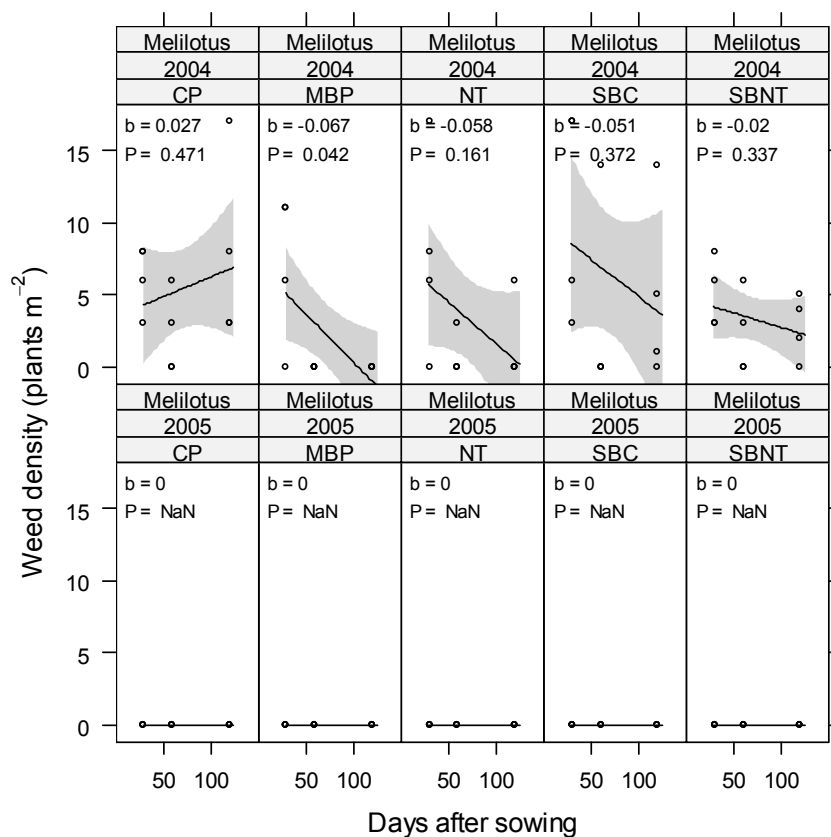 Melilotus Melilotus Melilotus Melilotus Melilotus
2004 2004 2004 2004 2004
CP MBP NT SBC SBNT
b = 0.027 b = -0.067 b = -0.058 b = -0.051 b = -0.02
P = 0.471 P = 0.042 P = 0.161 P = 0.372 P = 0.337
15
10
5
0
Melilotus Melilotus Melilotus Melilotus Melilotus
2005 2005 2005 2005 2005
CP MBP NT SBC SBNT
b = 0 b = 0 b = 0 b = 0 b = 0
P = NaN P = NaN P = NaN P = NaN P = NaN
15
10
5
0
50 100 50 100 50 100 50 100 50 100
Days after sowing
Weed density (plants m⁻²)